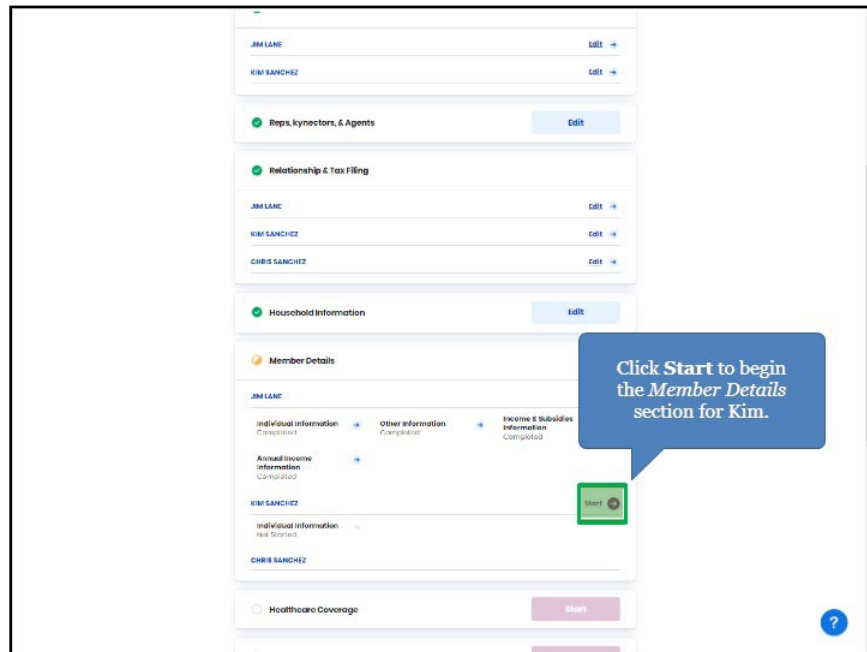 JIM LANE Edit
KIM SANCHEZ Edit
Reps, kynectors, & Agents Edit
Relationship & Tax Filing
JIM LANE Edit
KIM SANCHEZ Edit
CHRIS SANCHEZ Edit
Household Information Edit
Member Details
Click Start to begin
the Member Details
section for Kim.
JIM LANE
Individual Information
Completed
Other Information
Completed
Income & Subsidies
Information
Completed
Annual Income
Information
Completed
KIM SANCHEZ Start
Individual Information
Not Started
CHRIS SANCHEZ
Healthcare Coverage Start
?